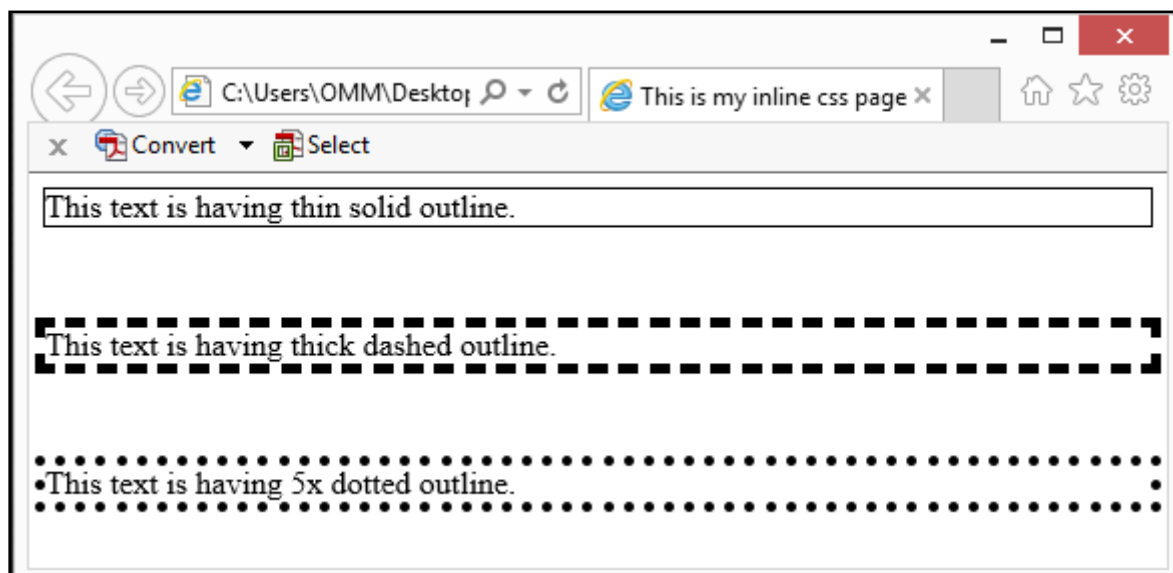 C:\Users\OMM\Desktop
This is my inline css page
Convert
Select
This text is having thin solid outline.
This text is having thick dashed outline.
This text is having 5x dotted outline.